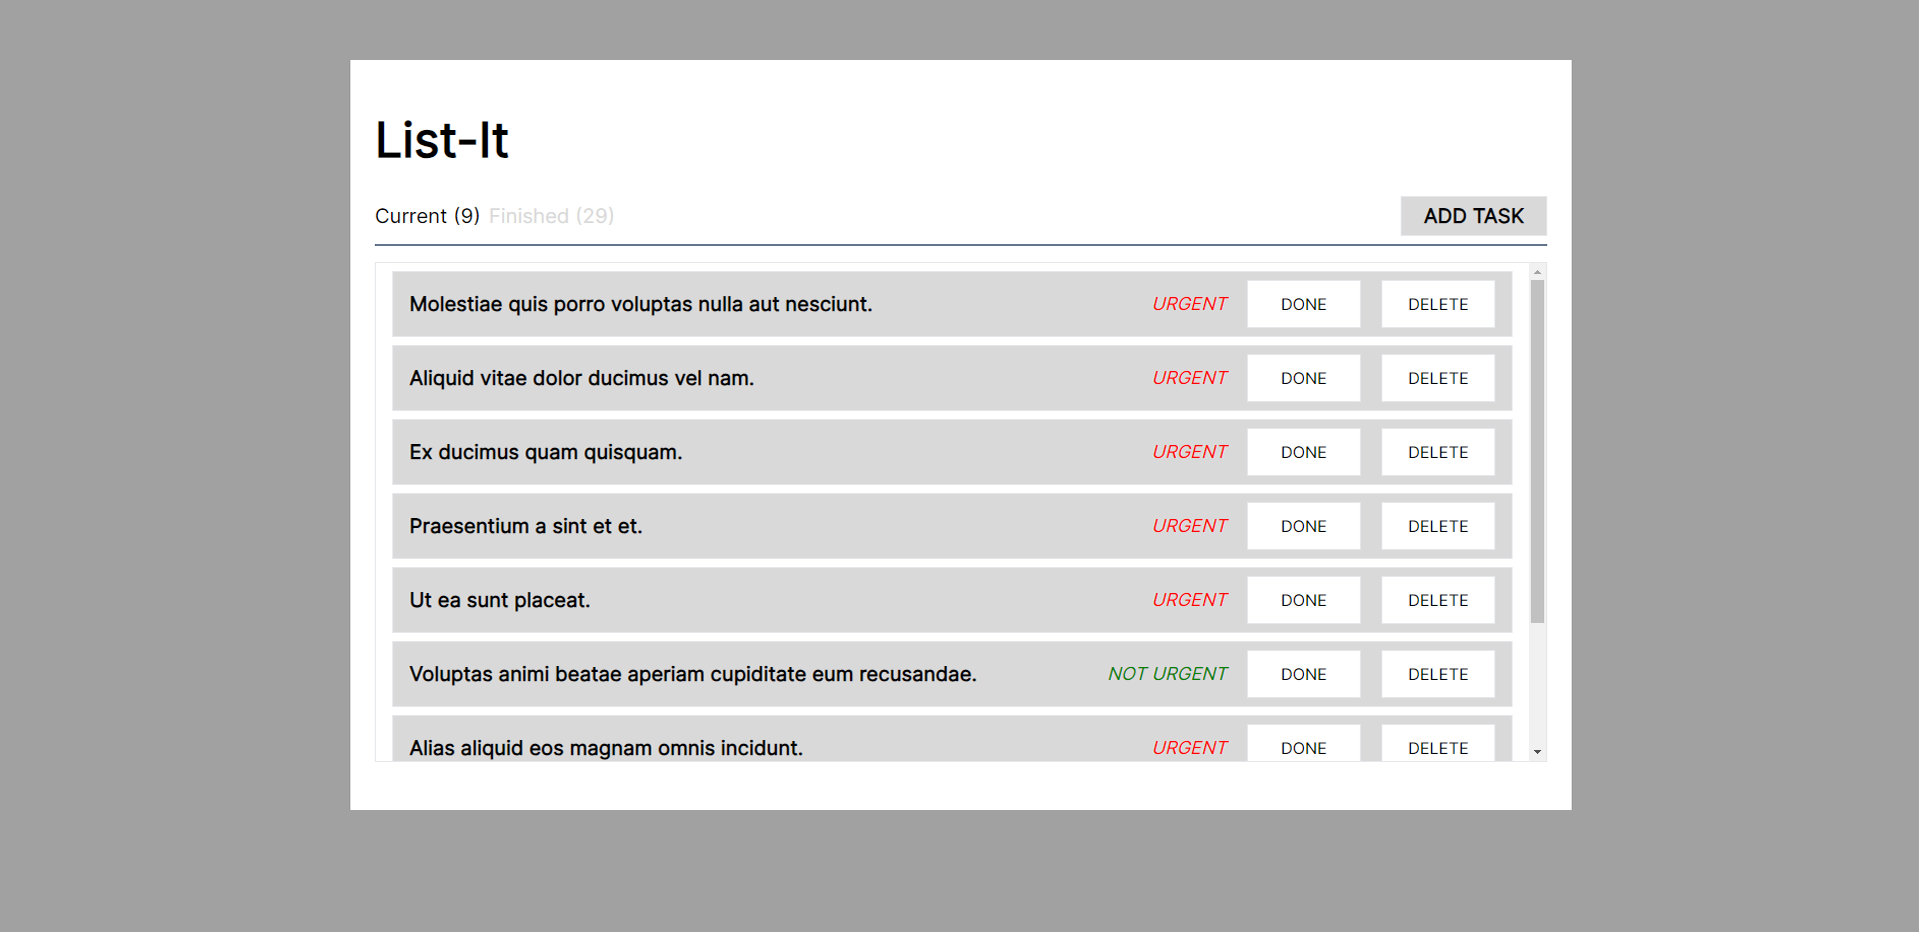 List-It
Current (9) Finished (29) ADD TASK
Molestiae quis porro voluptas nulla aut nesciunt. URGENT DONE DELETE
Aliquid vitae dolor ducimus vel nam. URGENT DONE DELETE
Ex ducimus quam quisquam. URGENT DONE DELETE
Praesentium a sint et et. URGENT DONE DELETE
Ut ea sunt placeat. URGENT DONE DELETE
Voluptas animi beatae aperiam cupiditate eum recusandae. NOT URGENT DONE DELETE
Alias aliquid eos magnam omnis incidunt. URGENT DONE DELETE